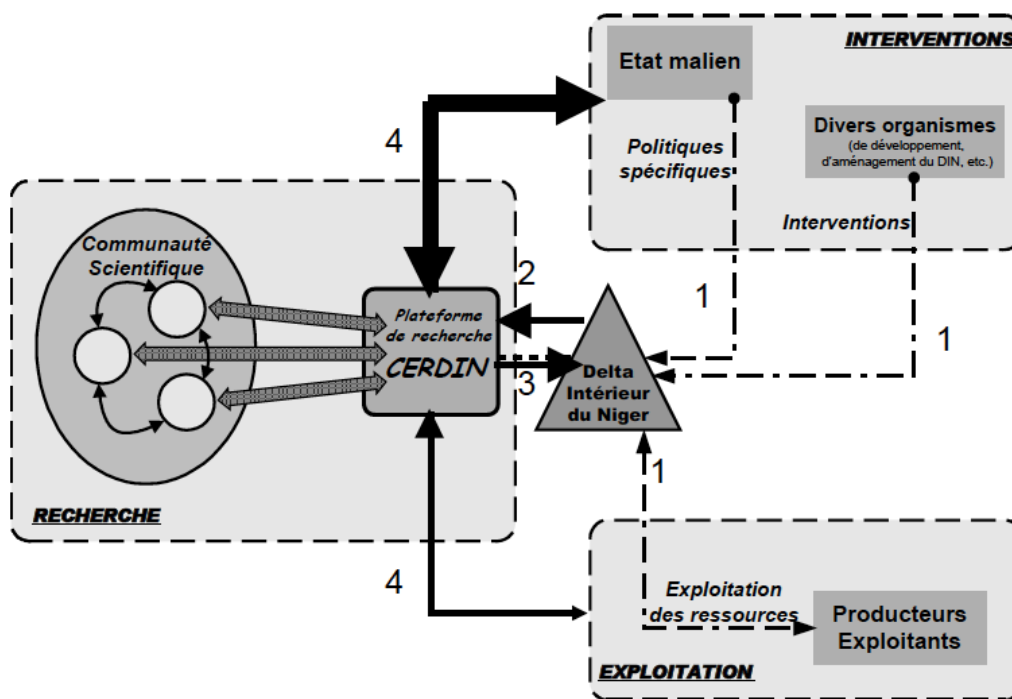 INTERVENTIONS
Etat malien
Divers organismes
(de développement,
d'aménagement du DIN, etc.)
Politiques
spécifiques
Interventions
4
Communauté
Scientifique
2
1
1
Plateforme
de recherche
CERDIN
3
Delta
Intérieur
du Niger
1
RECHERCHE
4
Exploitation
des ressources
Producteurs
Exploitants
EXPLOITATION